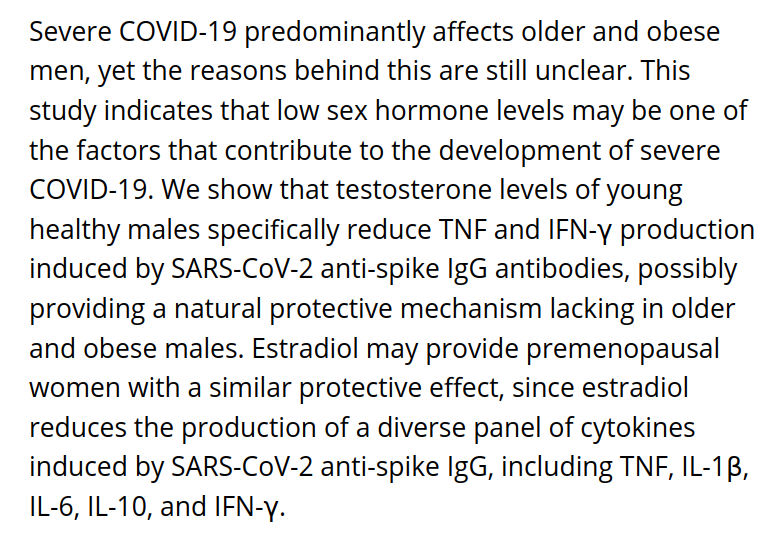 Severe COVID-19 predominantly affects older and obese
men, yet the reasons behind this are still unclear. This
study indicates that low sex hormone levels may be one of
the factors that contribute to the development of severe
COVID-19. We show that testosterone levels of young
healthy males specifically reduce TNF and IFN-γ production
induced by SARS-CoV-2 anti-spike IgG antibodies, possibly
providing a natural protective mechanism lacking in older
and obese males. Estradiol may provide premenopausal
women with a similar protective effect, since estradiol
reduces the production of a diverse panel of cytokines
induced by SARS-CoV-2 anti-spike IgG, including TNF, IL-1β,
IL-6, IL-10, and IFN-γ.